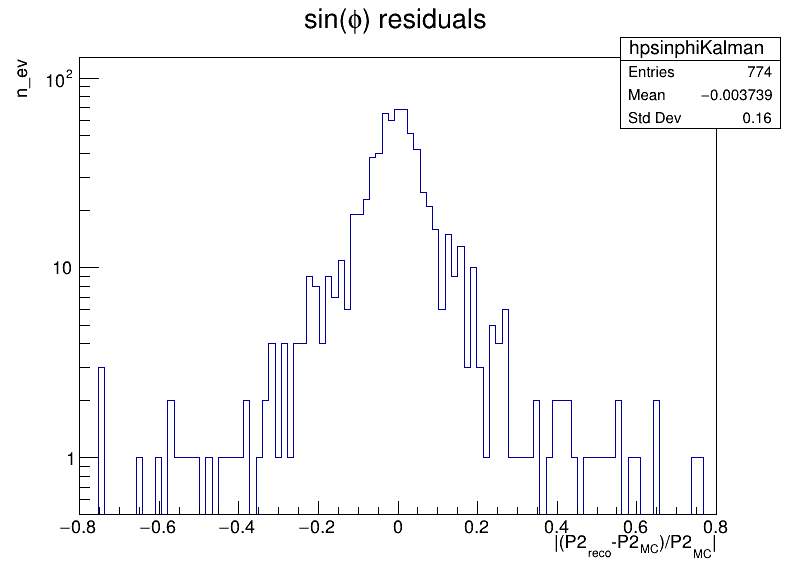 sin(ϕ) residuals
hpsinphiKalman
Entries 774
Mean −0.003739
Std Dev 0.16
n_ev
10²
10
1
−0.8 −0.6 −0.4 −0.2 0 0.2 0.4 0.6 0.8
|(P2reco-P2MC)/P2MC|